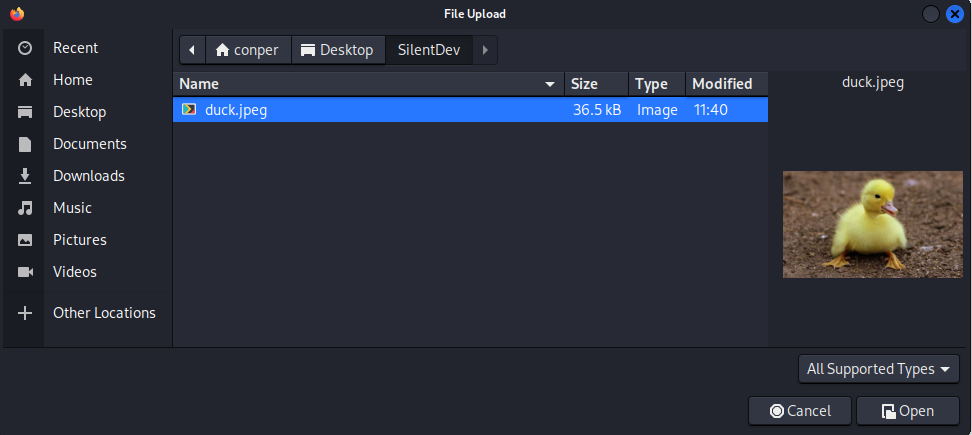 File Upload
Recent
Home
Desktop
Documents
Downloads
Music
Pictures
Videos
Other Locations
conper Desktop SilentDev
Name Size Type Modified
duck.jpeg 36.5 kB Image 11:40
duck.jpeg
All Supported Types
Cancel Open